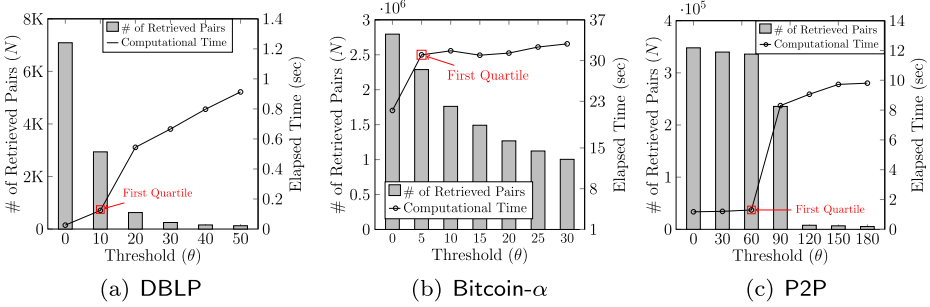 # of Retrieved Pairs (N)
8K
6K
4K
2K
0
# of Retrieved Pairs
Computational Time
First Quartile
1.4
1.2
1
0.8
0.6
0.4
0.2
0
Elapsed Time (sec)
0 10 20 30 40 50
Threshold (θ)
(a) DBLP
·10⁶
# of Retrieved Pairs (N)
3
2.5
2
1.5
1
0.5
0
First Quartile
# of Retrieved Pairs
Computational Time
37
30
23
15
8
1
Elapsed Time (sec)
0 5 10 15 20 25 30
Threshold (θ)
(b) Bitcoin-α
·10⁵
# of Retrieved Pairs (N)
4
3
2
1
0
# of Retrieved Pairs
Computational Time
First Quartile
14
12
10
8
6
4
2
0
Elapsed Time (sec)
0 30 60 90 120 150 180
Threshold (θ)
(c) P2P